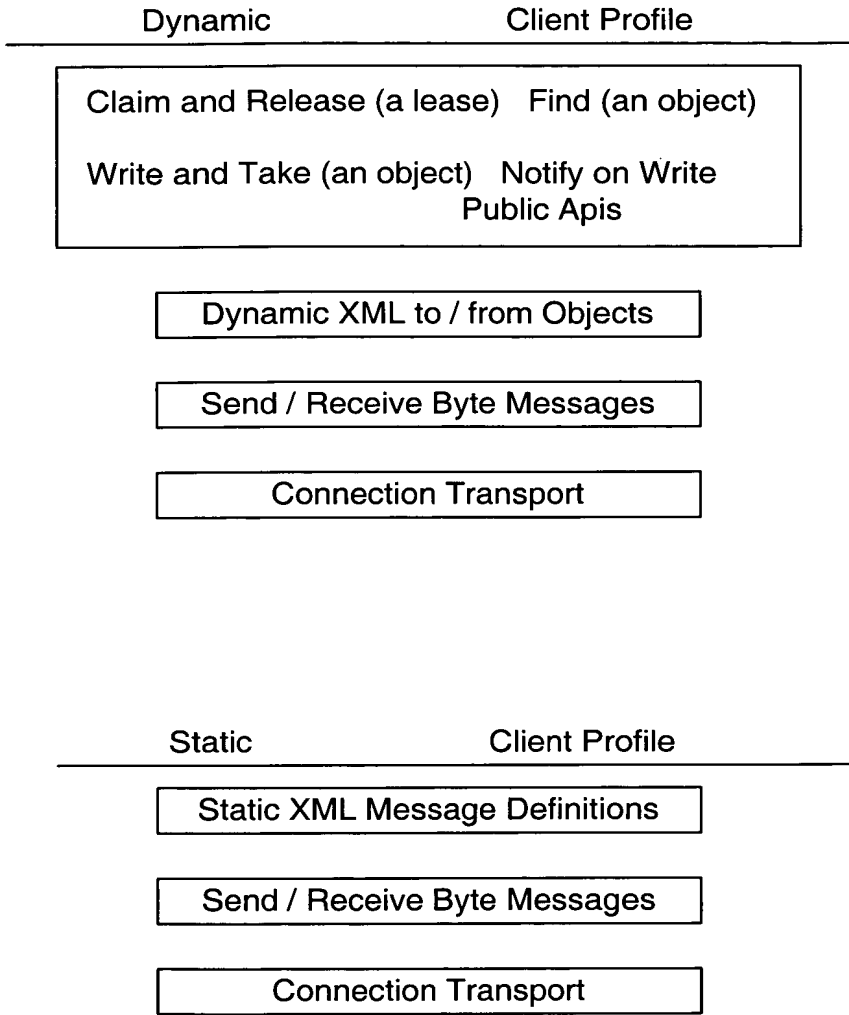 Dynamic Client Profile
Claim and Release (a lease) Find (an object)
Write and Take (an object) Notify on Write
Public Apis
Dynamic XML to / from Objects
Send / Receive Byte Messages
Connection Transport
Static Client Profile
Static XML Message Definitions
Send / Receive Byte Messages
Connection Transport